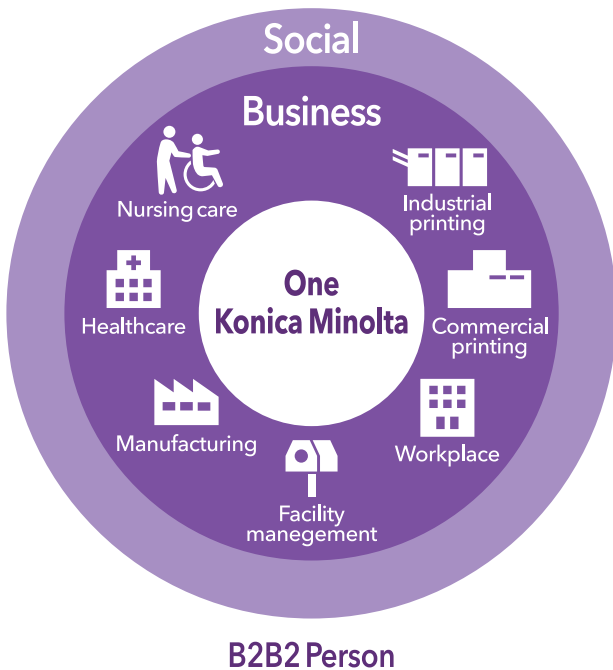 Social
Business
Nursing care
Industrial
printing
Healthcare
One
Konica Minolta
Commercial
printing
Manufacturing
Workplace
Facility
manegement
B2B2 Person